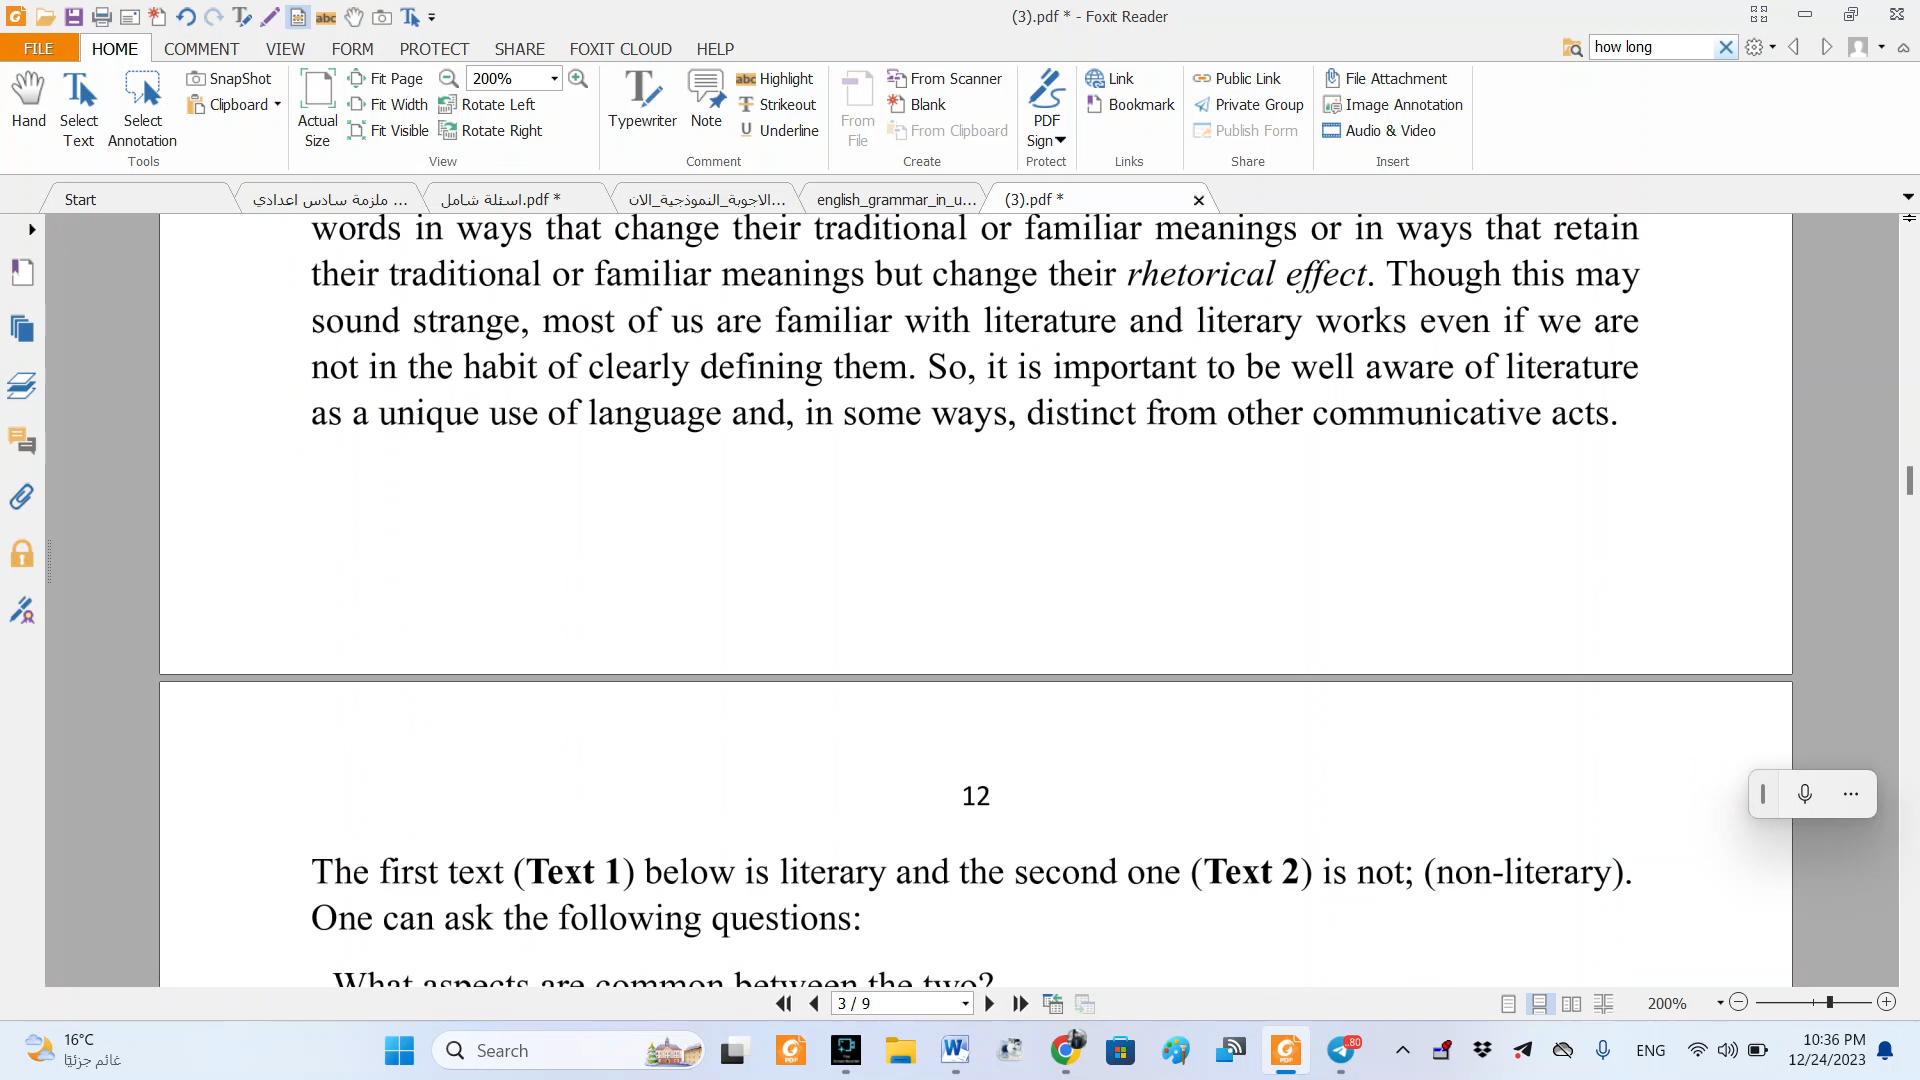 (3).pdf * - Foxit Reader
FILE HOME COMMENT VIEW FORM PROTECT SHARE FOXIT CLOUD HELP
how long
Hand
Select Text
Select Annotation
SnapShot
Clipboard
Tools
Actual Size
Fit Page
Fit Width
Fit Visible
200%
Rotate Left
Rotate Right
View
Typewriter
Note
Highlight
Strikeout
Underline
Comment
From File
From Scanner
Blank
From Clipboard
Create
PDF Sign
Protect
Link
Bookmark
Links
Public Link
Private Group
Publish Form
Share
File Attachment
Image Annotation
Audio & Video
Insert
Start
ملزمة سادس اعدادي ...
اسئلة شامل.pdf *
الاجوبة_النموذجية_الان...
english_grammar_in_u...
(3).pdf *
words in ways that change their traditional or familiar meanings or in ways that retain
their traditional or familiar meanings but change their rhetorical effect. Though this may
sound strange, most of us are familiar with literature and literary works even if we are
not in the habit of clearly defining them. So, it is important to be well aware of literature
as a unique use of language and, in some ways, distinct from other communicative acts.
12
The first text (Text 1) below is literary and the second one (Text 2) is not; (non-literary).
One can ask the following questions:
What aspects are common between the two?
3 / 9
200%
16°C
غائم جزئيًا
Search
80
ENG
10:36 PM
12/24/2023